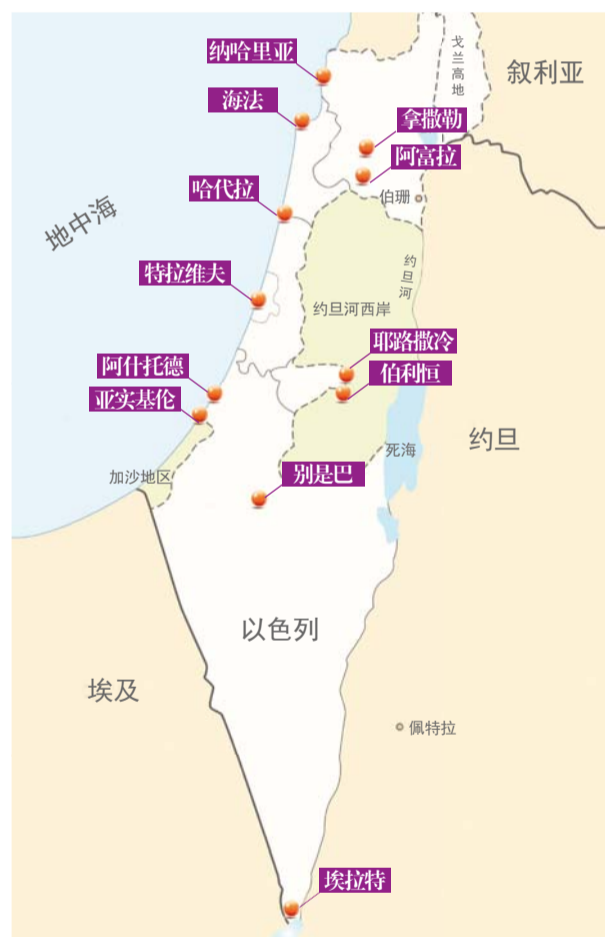 纳哈里亚
戈兰高地
叙利亚
海法
拿撒勒
阿富拉
哈代拉
伯珊
地中海
约旦河
特拉维夫
约旦河西岸
耶路撒冷
阿什托德
伯利恒
亚实基伦
约旦
死海
加沙地区
别是巴
以色列
埃及
佩特拉
埃拉特